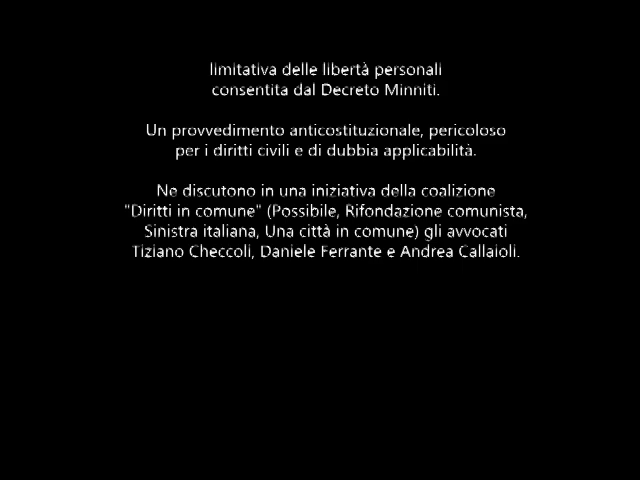 limitativa delle libertà personali
consentita dal Decreto Minniti.
Un provvedimento anticostituzionale, pericoloso
per i diritti civili e di dubbia applicabilità.
Ne discutono in una iniziativa della coalizione
"Diritti in comune" (Possibile, Rifondazione comunista,
Sinistra italiana, Una città in comune) gli avvocati
Tiziano Checcoli, Daniele Ferrante e Andrea Callaioli.